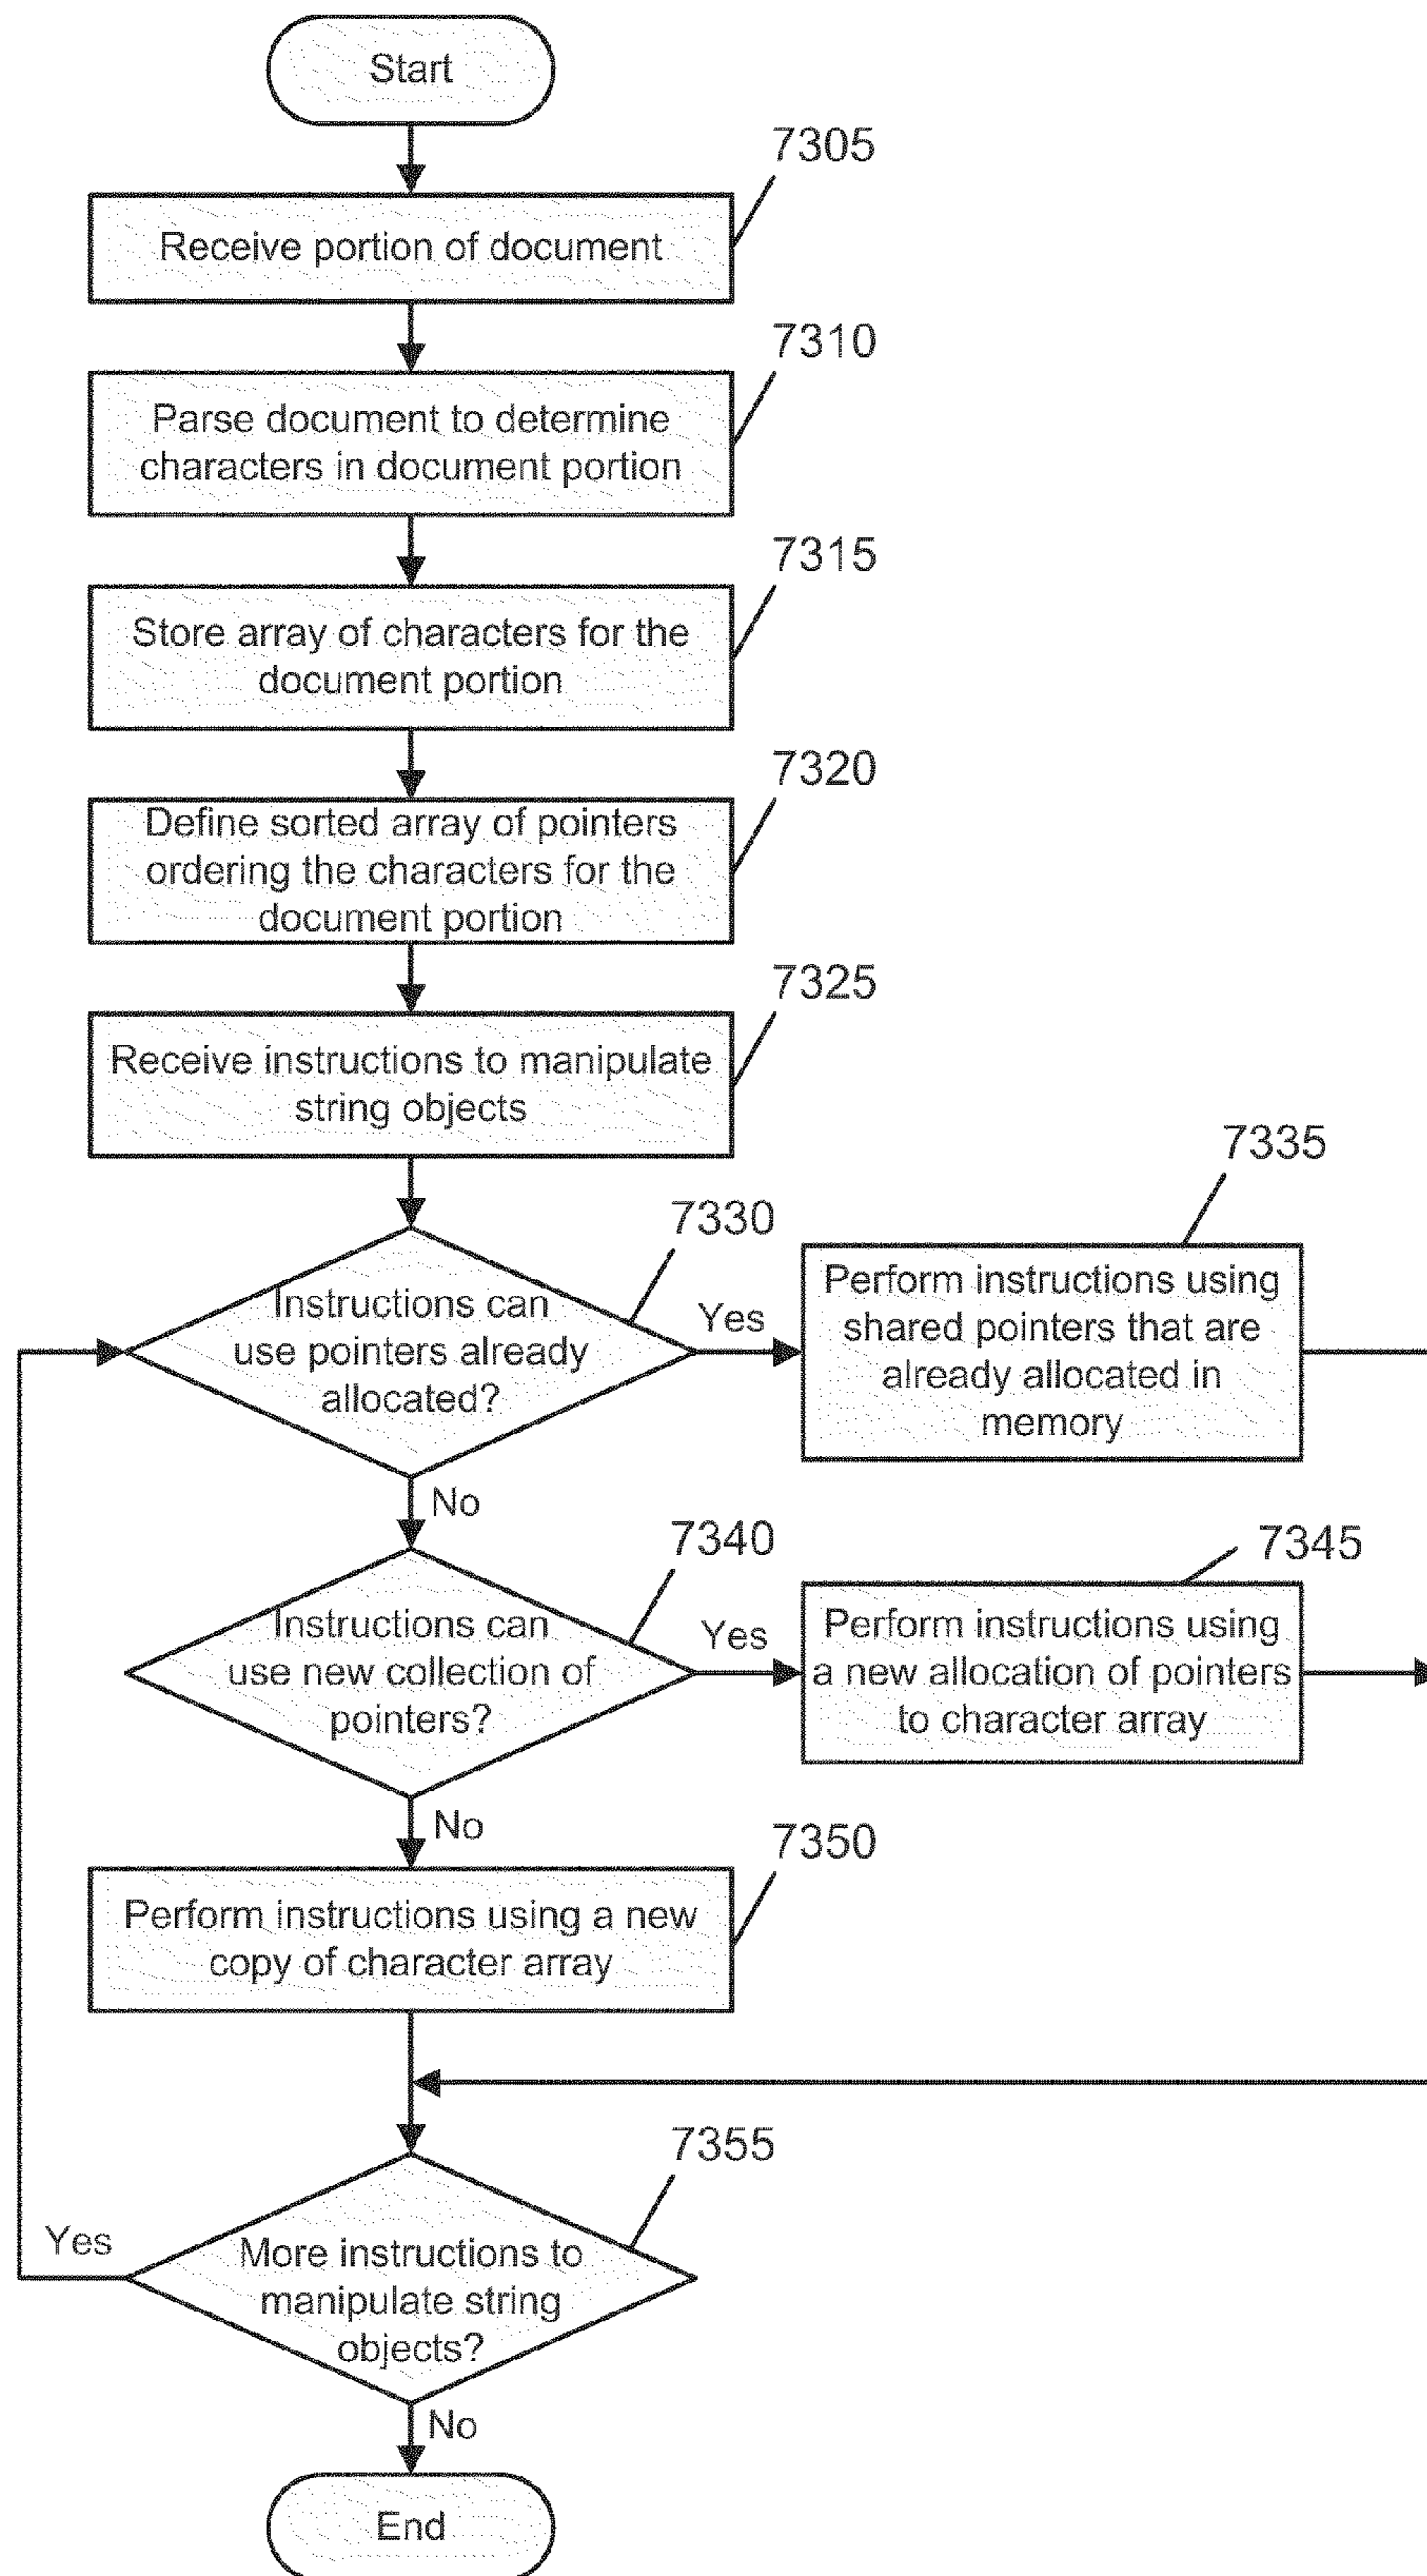 Start
7305
Receive portion of document
7310
Parse document to determine
characters in document portion
7315
Store array of characters for the
document portion
7320
Define sorted array of pointers
ordering the characters for the
document portion
7325
Receive instructions to manipulate
string objects
7330
Instructions can
use pointers already
allocated?
Yes
7335
Perform instructions using
shared pointers that are
already allocated in
memory
No
7340
Instructions can
use new collection of
pointers?
Yes
7345
Perform instructions using
a new allocation of pointers
to character array
No
7350
Perform instructions using a new
copy of character array
7355
More instructions to
manipulate string
objects?
Yes
No
End